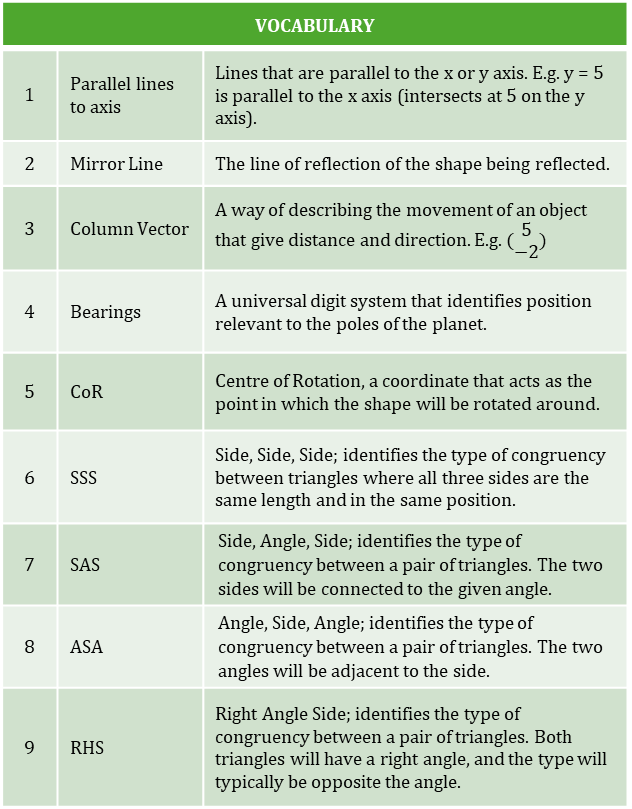 VOCABULARY
1
Parallel lines
to axis
Lines that are parallel to the x or y axis. E.g. y = 5
is parallel to the x axis (intersects at 5 on the y
axis).
2
Mirror Line
The line of reflection of the shape being reflected.
3
Column Vector
A way of describing the movement of an object
that give distance and direction. E.g. (5
−2)
4
Bearings
A universal digit system that identifies position
relevant to the poles of the planet.
5
CoR
Centre of Rotation, a coordinate that acts as the
point in which the shape will be rotated around.
6
SSS
Side, Side, Side; identifies the type of congruency
between triangles where all three sides are the
same length and in the same position.
7
SAS
Side, Angle, Side; identifies the type of
congruency between a pair of triangles. The two
sides will be connected to the given angle.
8
ASA
Angle, Side, Angle; identifies the type of
congruency between a pair of triangles. The two
angles will be adjacent to the side.
9
RHS
Right Angle Side; identifies the type of
congruency between a pair of triangles. Both
triangles will have a right angle, and the type will
typically be opposite the angle.